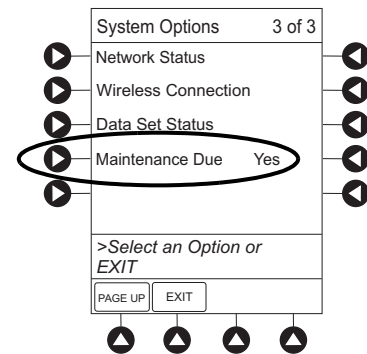 System Options 3 of 3
Network Status
Wireless Connection
Data Set Status
Maintenance Due Yes
>Select an Option or
EXIT
PAGE UP EXIT